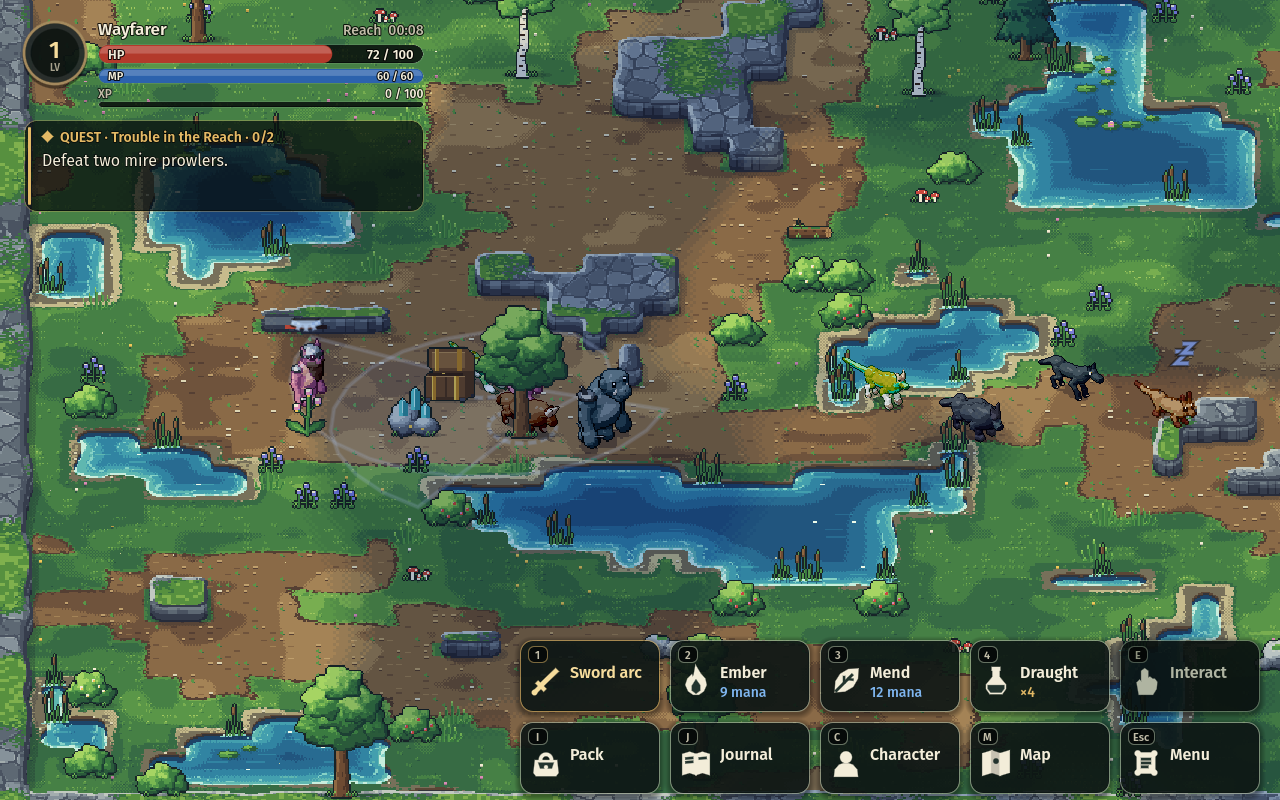 Wayfarer
Reach 00:08
1
LV
HP
72 / 100
MP
60 / 60
XP
0 / 100
QUEST · Trouble in the Reach · 0/2
Defeat two mire prowlers.
Z
1
Sword arc
2
Ember
9 mana
3
Mend
12 mana
4
Draught
×4
E
Interact
I
Pack
J
Journal
C
Character
M
Map
Esc
Menu